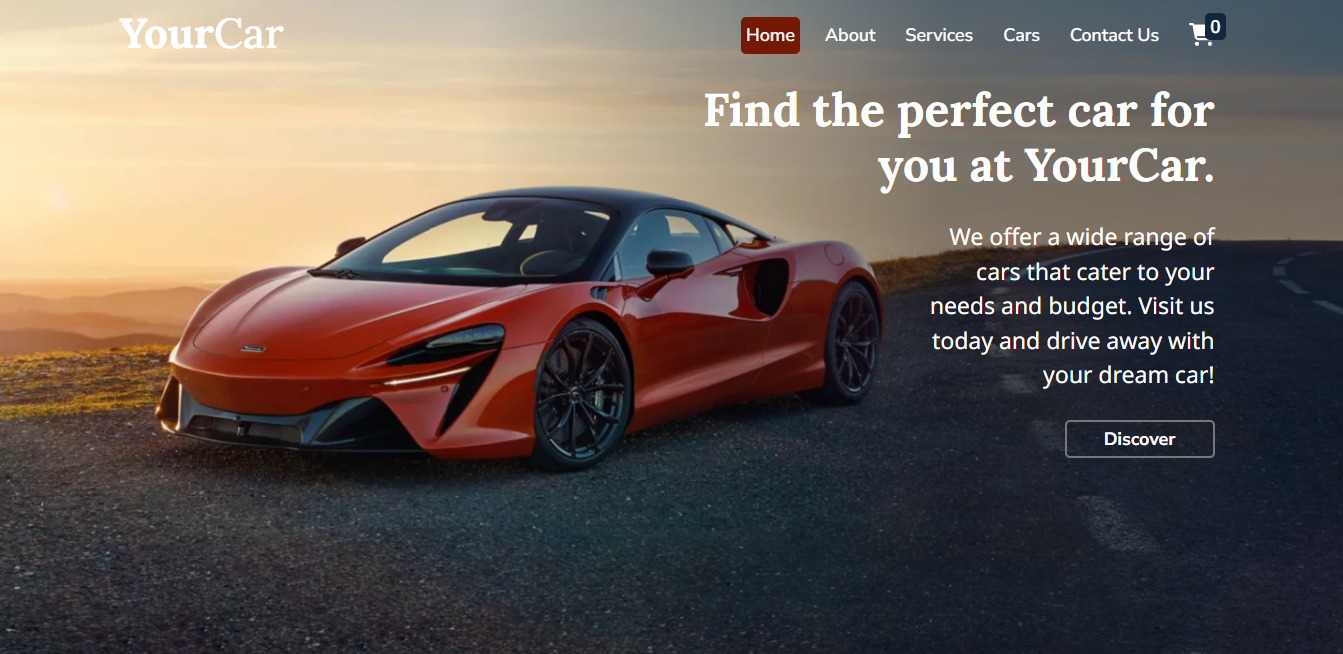 YourCar
Home About Services Cars Contact Us 0
Find the perfect car for
you at YourCar.
We offer a wide range of
cars that cater to your
needs and budget. Visit us
today and drive away with
your dream car!
Discover